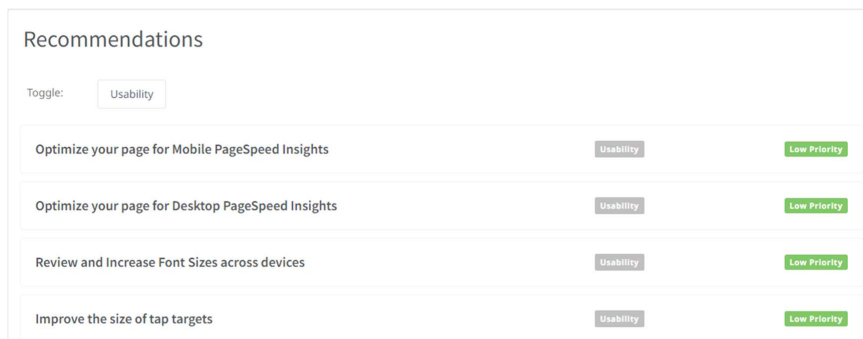 Recommendations
Toggle: Usability
Optimize your page for Mobile PageSpeed Insights Usability Low Priority
Optimize your page for Desktop PageSpeed Insights Usability Low Priority
Review and Increase Font Sizes across devices Usability Low Priority
Improve the size of tap targets Usability Low Priority